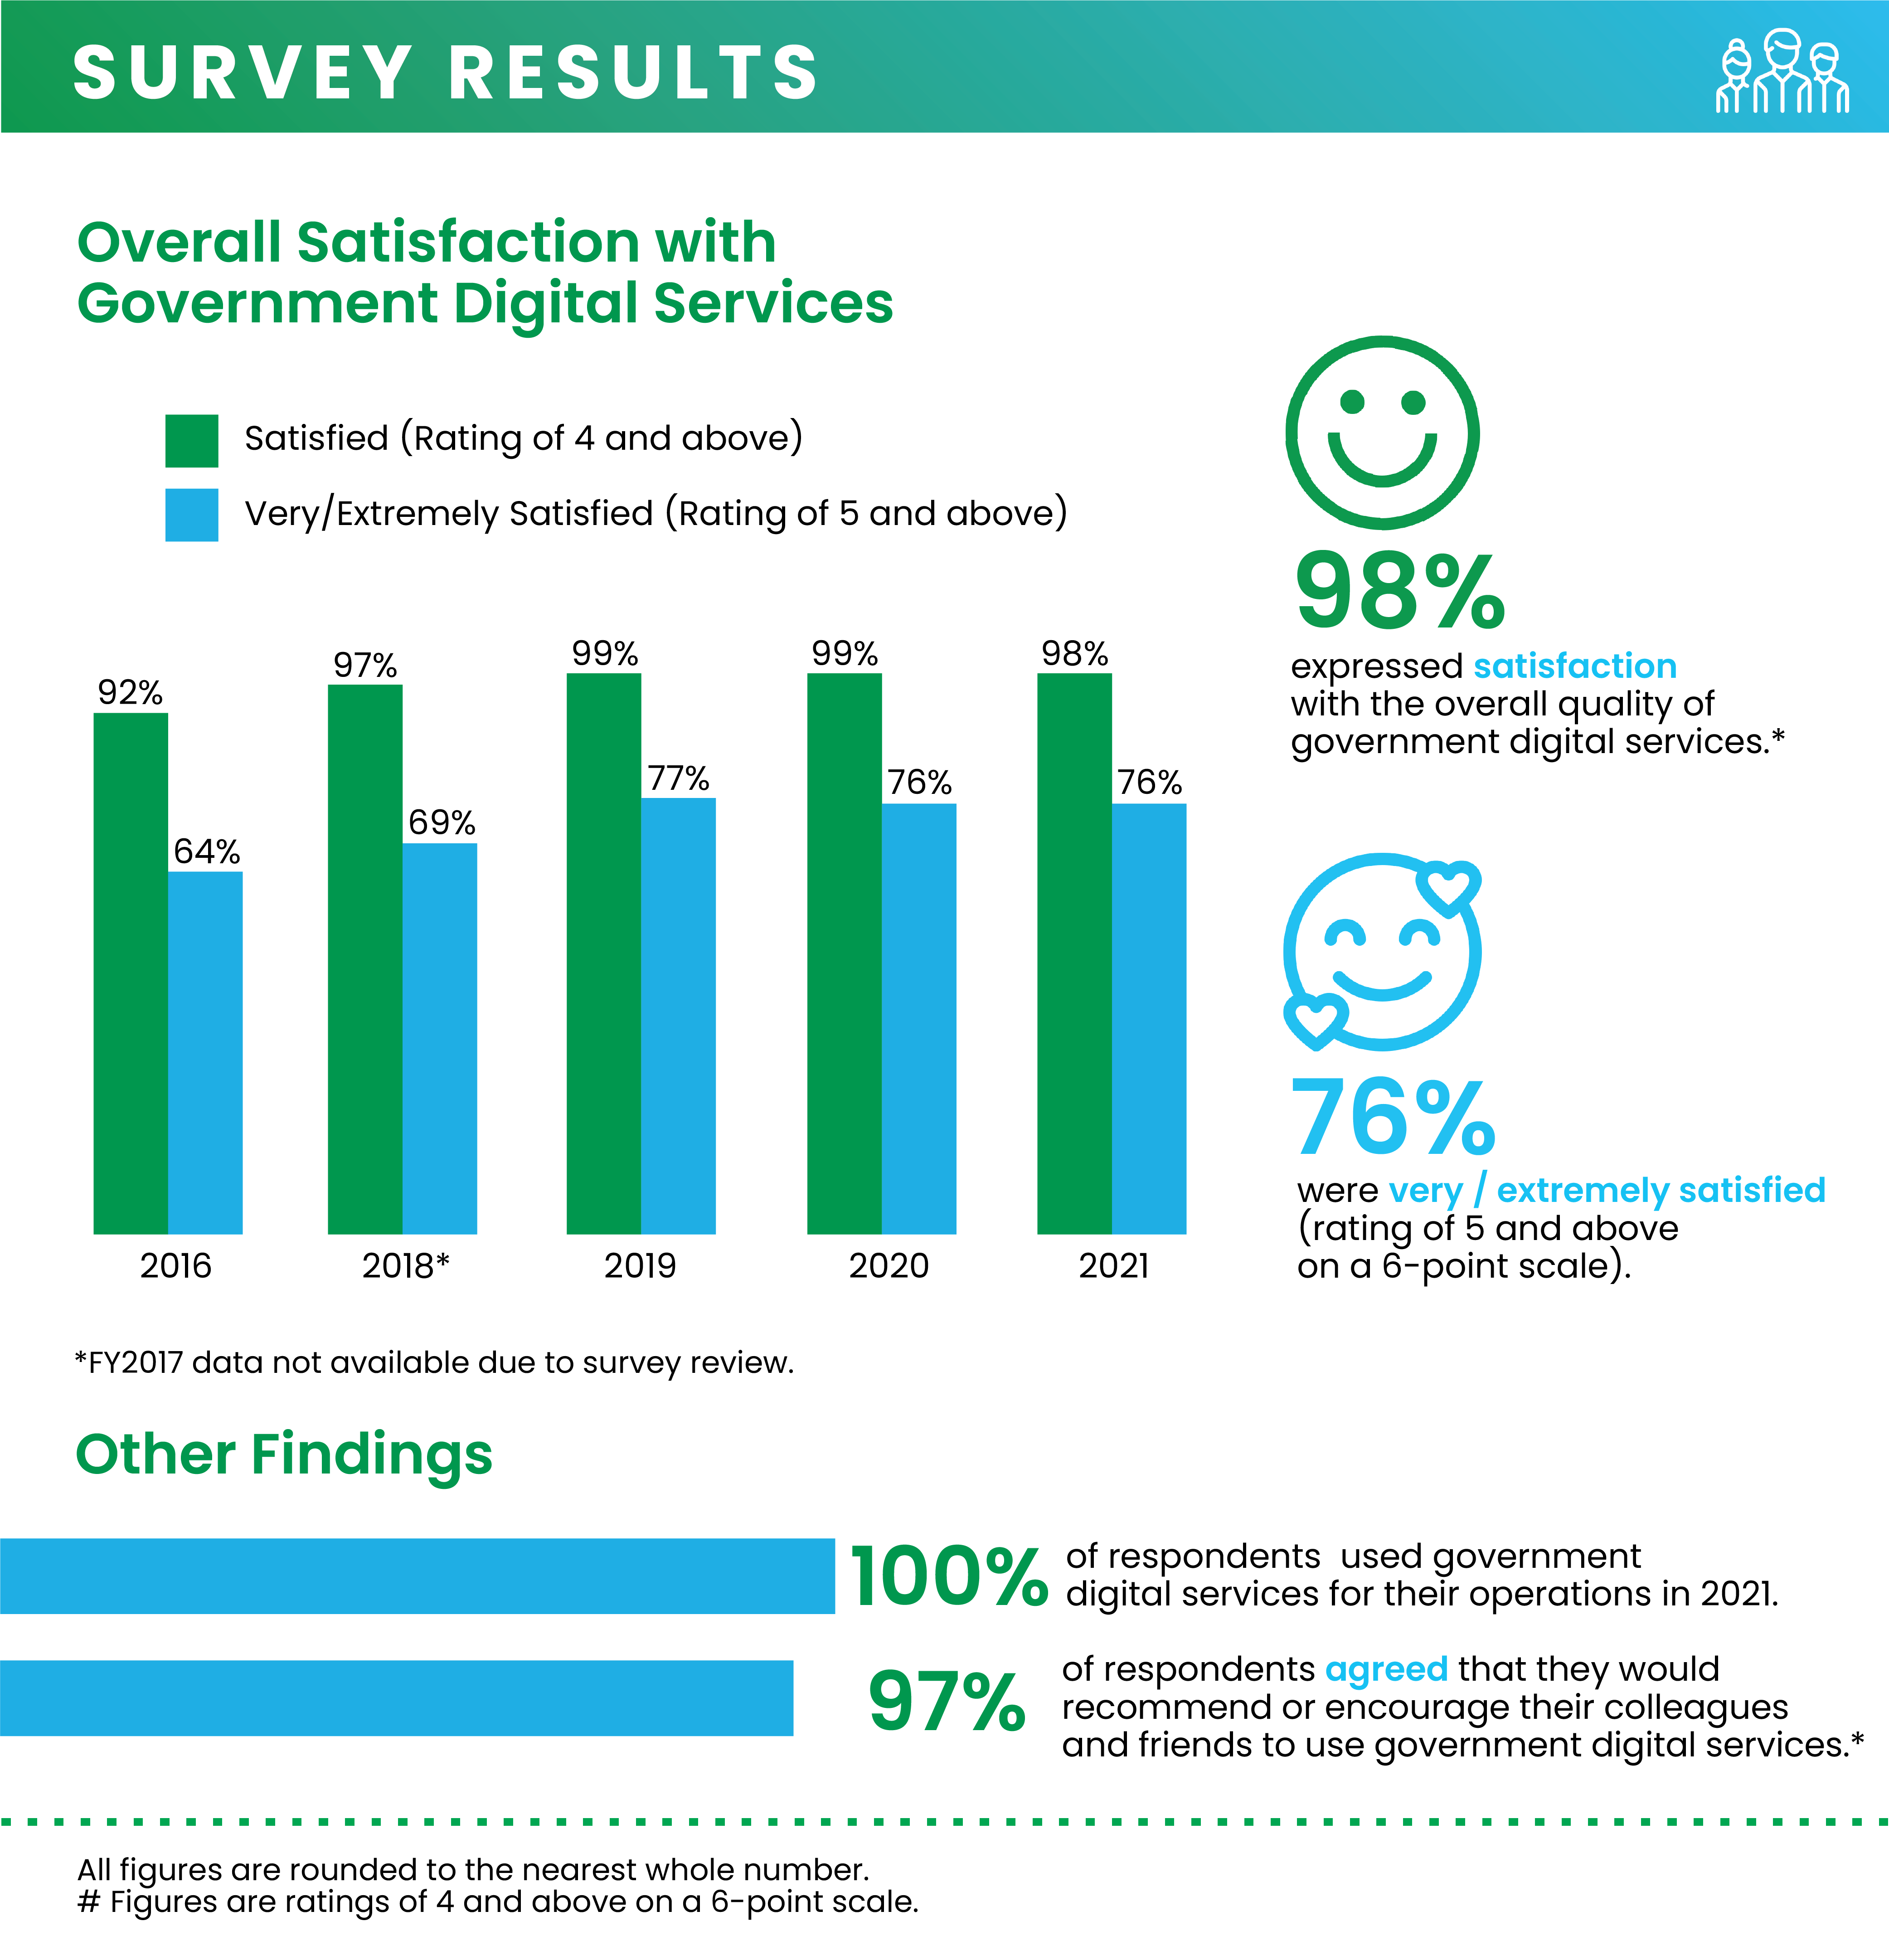 SURVEY RESULTS
Overall Satisfaction with
Government Digital Services
Satisfied (Rating of 4 and above)
Very/Extremely Satisfied (Rating of 5 and above)
92%
64%
97%
69%
99%
77%
99%
76%
98%
76%
2016
2018*
2019
2020
2021
98%
expressed satisfaction
with the overall quality of
government digital services.*
76%
were very / extremely satisfied
(rating of 5 and above
on a 6-point scale).
*FY2017 data not available due to survey review.
Other Findings
100%
of respondents used government
digital services for their operations in 2021.
97%
of respondents agreed that they would
recommend or encourage their colleagues
and friends to use government digital services.*
All figures are rounded to the nearest whole number.
# Figures are ratings of 4 and above on a 6-point scale.